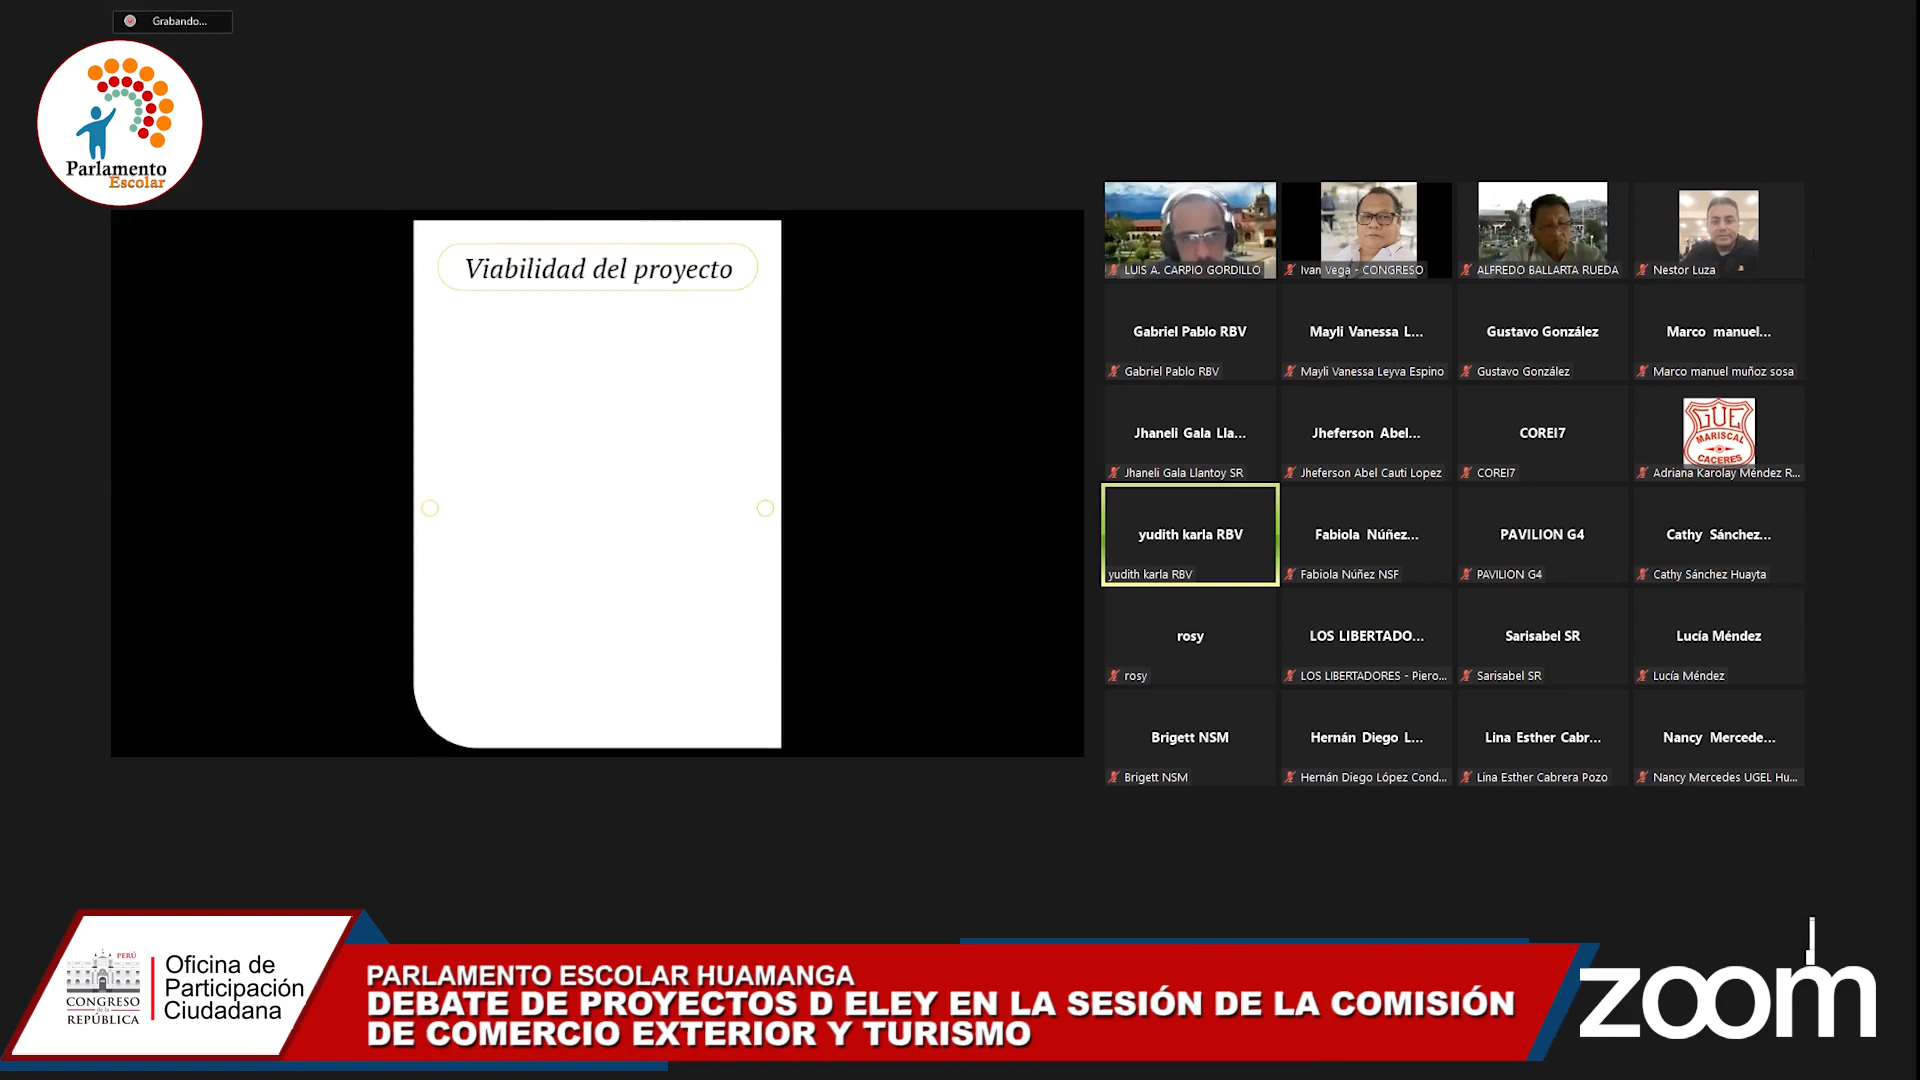 Grabando...
Parlamento
Escolar
Viabilidad del proyecto
LUIS A. CARPIO GORDILLO
Ivan Vega - CONGRESO
ALFREDO BALLARTA RUEDA
Nestor Luza
Gabriel Pablo RBV
Mayli Vanessa L...
Gustavo González
Marco manuel...
Gabriel Pablo RBV
Mayli Vanessa Leyva Espino
Gustavo González
Marco manuel muñoz sosa
Jhaneli Gala Lla...
Jheferson Abel...
COREI7
GUE
MARISCAL
CACERES
Jhaneli Gala Llantoy SR
Jheferson Abel Cauti Lopez
COREI7
Adriana Karolay Méndez R...
yudith karla RBV
Fabiola Núñez...
PAVILION G4
Cathy Sánchez...
yudith karla RBV
Fabiola Núñez NSF
PAVILION G4
Cathy Sánchez Huayta
rosy
LOS LIBERTADO...
Sarisabel SR
Lucía Méndez
rosy
LOS LIBERTADORES - Piero...
Sarisabel SR
Lucía Méndez
Brigett NSM
Hernán Diego L...
Lina Esther Cabr...
Nancy Mercede...
Brigett NSM
Hernán Diego López Cond...
Lina Esther Cabrera Pozo
Nancy Mercedes UGEL Hu...
PERÚ
CONGRESO
de la
REPÚBLICA
Oficina de
Participación
Ciudadana
PARLAMENTO ESCOLAR HUAMANGA
DEBATE DE PROYECTOS D ELEY EN LA SESIÓN DE LA COMISIÓN
DE COMERCIO EXTERIOR Y TURISMO
zoom